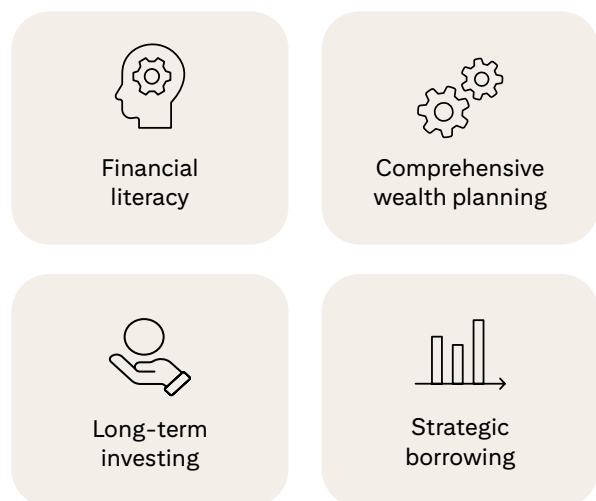 Financial
literacy
Comprehensive
wealth planning
Long-term
investing
Strategic
borrowing